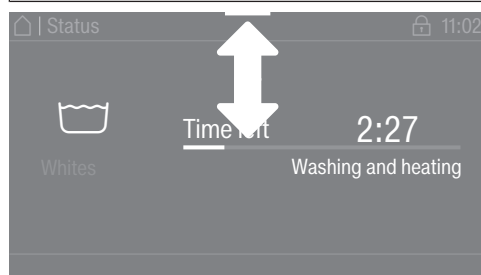 | Status 11:02
Time left 2:27
Whites Washing and heating